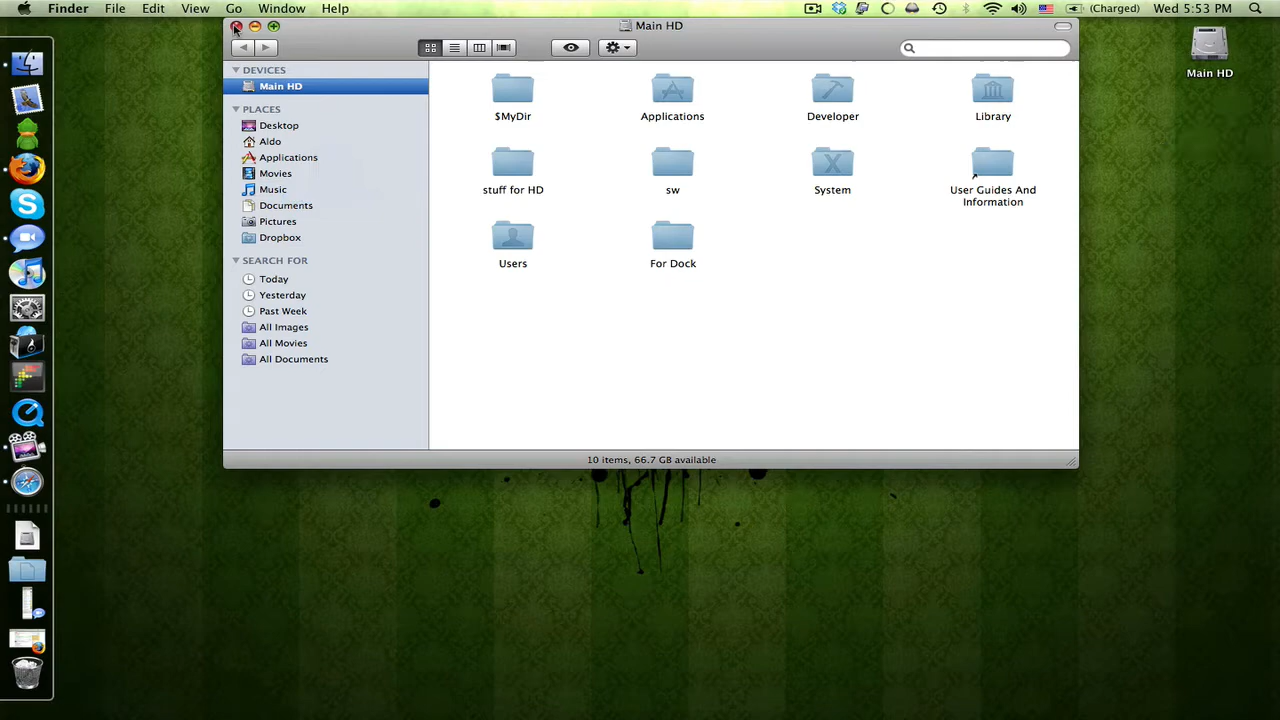 Finder File Edit View Go Window Help (Charged) Wed 5:53 PM
Main HD
Main HD
DEVICES
Main HD
PLACES
Desktop
Aldo
Applications
Movies
Music
Documents
Pictures
Dropbox
SEARCH FOR
Today
Yesterday
Past Week
All Images
All Movies
All Documents
$MyDir Applications Developer Library
stuff for HD sw System User Guides And
Information
Users For Dock
10 items, 66.7 GB available